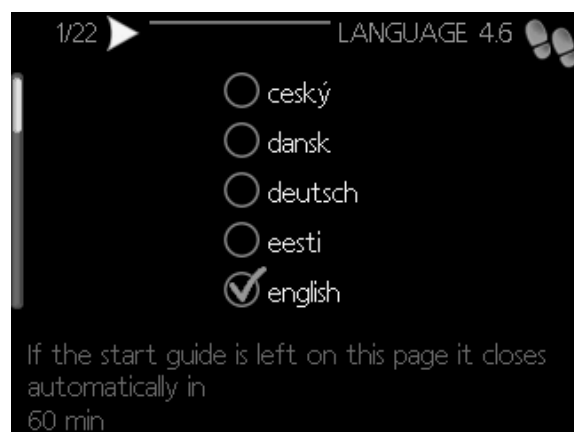 1/22 LANGUAGE 4.6
ceský
dansk
deutsch
eesti
english
If the start guide is left on this page it closes
automatically in
60 min